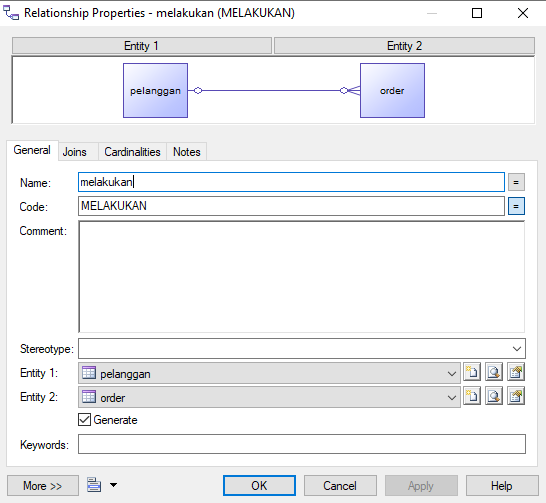 Relationship Properties - melakukan (MELAKUKAN)
Entity 1 Entity 2
pelanggan order
General Joins Cardinalities Notes
Name: melakukan =
Code: MELAKUKAN =
Comment:
Stereotype:
Entity 1: pelanggan
Entity 2: order
Generate
Keywords:
More >> OK Cancel Apply Help